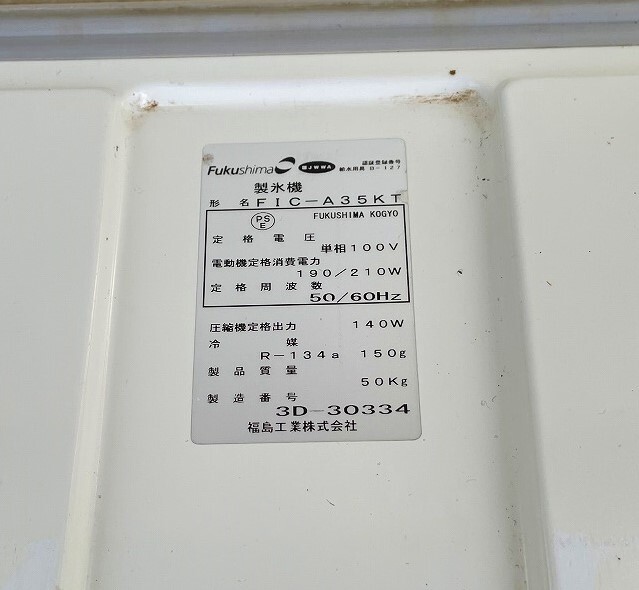 Fukushima JWWA 認証登録番号
給水用具 D-127
製氷機
形名 FIC-A35KT
PSE FUKUSHIMA KOGYO
定格電圧
単相100V
電動機定格消費電力
190/210W
定格周波数
50/60Hz
圧縮機定格出力 140W
冷媒
R-134a 150g
製品質量
50Kg
製造番号
3D-30334
福島工業株式会社